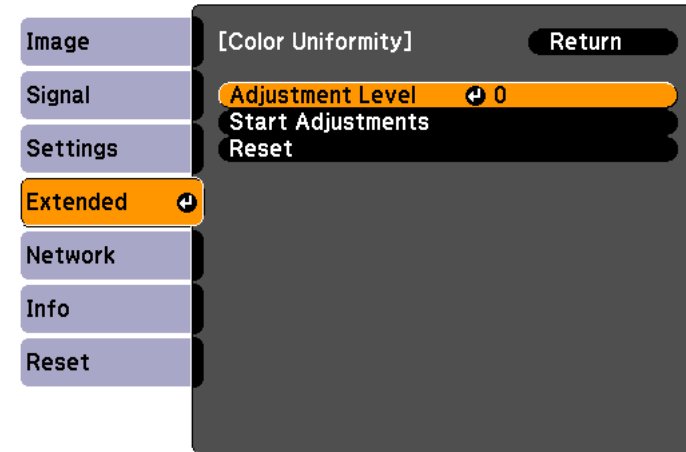 Image
Signal
Settings
Extended
Network
Info
Reset
[Color Uniformity]
Return
Adjustment Level 0
Start Adjustments
Reset